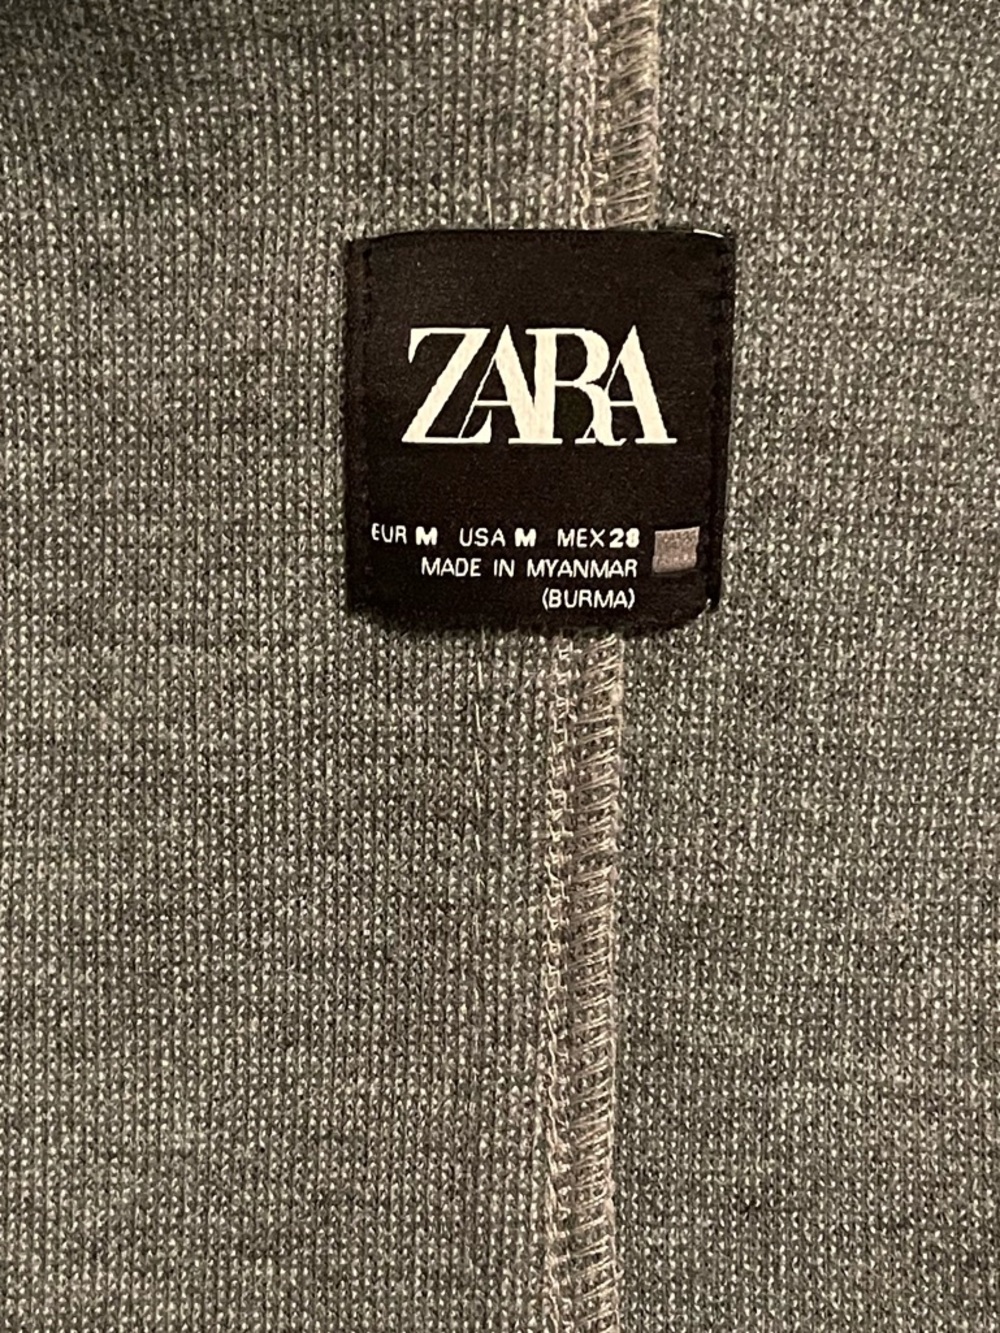 ZARA
EUR M USA M MEX 28
MADE IN MYANMAR
(BURMA)